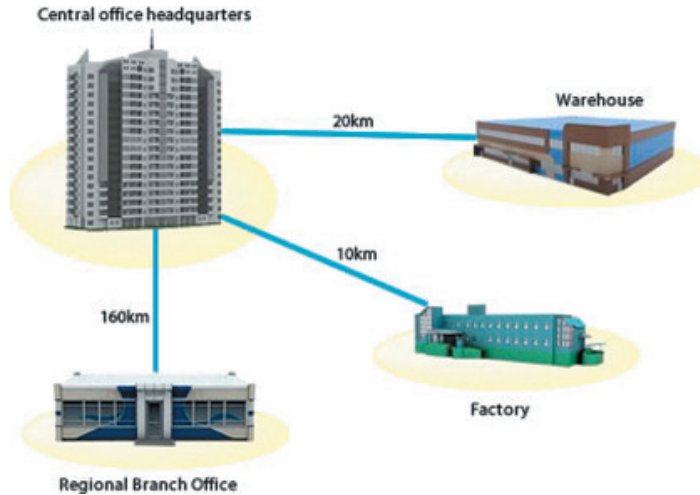 Central office headquarters
Warehouse
20km
10km
160km
Factory
Regional Branch Office